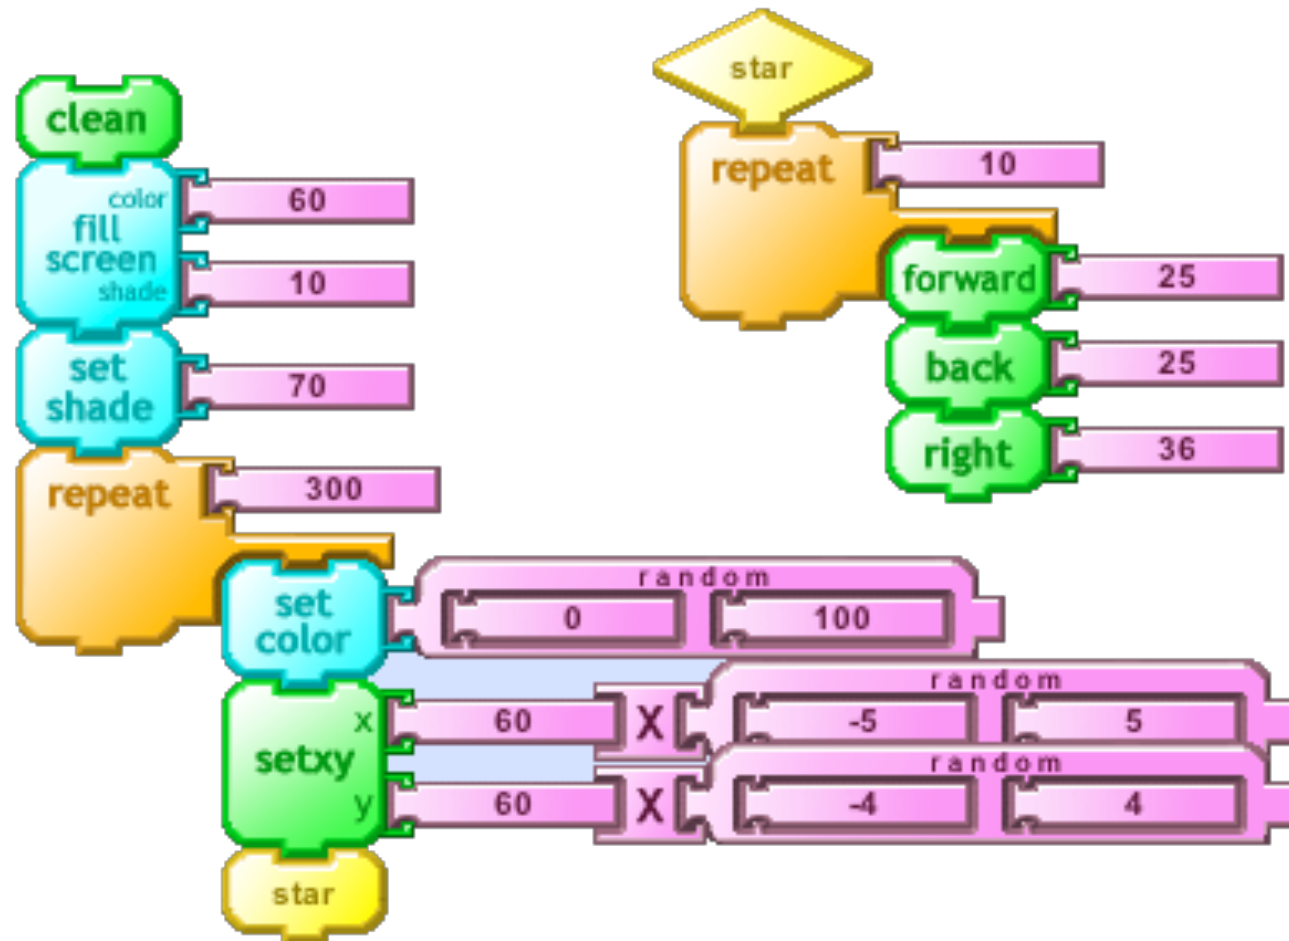 clean
color 60
fill
screen
shade 10
set
shade 70
repeat 300
set
color
random
0 100
setxy
x 60 X
random
-5 5
y 60 X
random
-4 4
star
star
repeat 10
forward 25
back 25
right 36